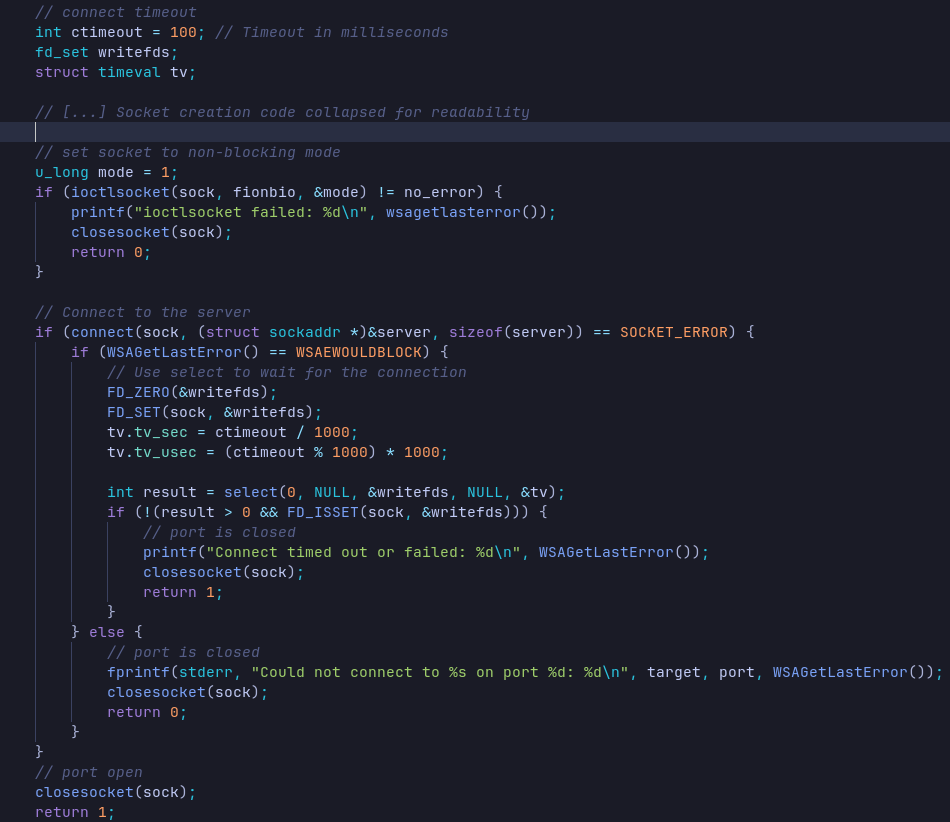 // connect timeout
int ctimeout = 100; // Timeout in milliseconds
fd_set writefds;
struct timeval tv;

// [...] Socket creation code collapsed for readability

// set socket to non-blocking mode
u_long mode = 1;
if (ioctlsocket(sock, fionbio, &mode) != no_error) {
    printf("ioctlsocket failed: %d\n", wsagetlasterror());
    closesocket(sock);
    return 0;
}

// Connect to the server
if (connect(sock, (struct sockaddr *)&server, sizeof(server)) == SOCKET_ERROR) {
    if (WSAGetLastError() == WSAEWOULDBLOCK) {
        // Use select to wait for the connection
        FD_ZERO(&writefds);
        FD_SET(sock, &writefds);
        tv.tv_sec = ctimeout / 1000;
        tv.tv_usec = (ctimeout % 1000) * 1000;

        int result = select(0, NULL, &writefds, NULL, &tv);
        if (!(result > 0 && FD_ISSET(sock, &writefds))) {
            // port is closed
            printf("Connect timed out or failed: %d\n", WSAGetLastError());
            closesocket(sock);
            return 1;
        }
    } else {
        // port is closed
        fprintf(stderr, "Could not connect to %s on port %d: %d\n", target, port, WSAGetLastError());
        closesocket(sock);
        return 0;
    }
}
// port open
closesocket(sock);
return 1;